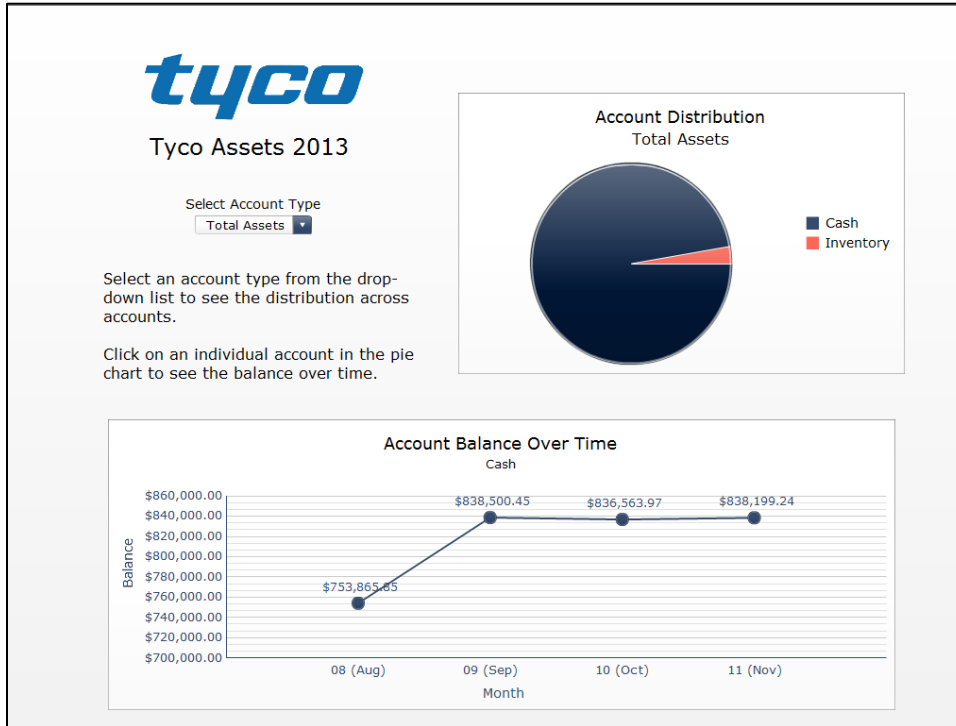 tyco
Tyco Assets 2013
Select Account Type
Total Assets
Select an account type from the drop-
down list to see the distribution across
accounts.
Click on an individual account in the pie
chart to see the balance over time.
Account Distribution
Total Assets
Cash
Inventory
Account Balance Over Time
Cash
Balance
$860,000.00
$840,000.00
$820,000.00
$800,000.00
$780,000.00
$760,000.00
$740,000.00
$720,000.00
$700,000.00
$753,865.85
$838,500.45
$836,563.97
$838,199.24
08 (Aug)
09 (Sep)
10 (Oct)
11 (Nov)
Month